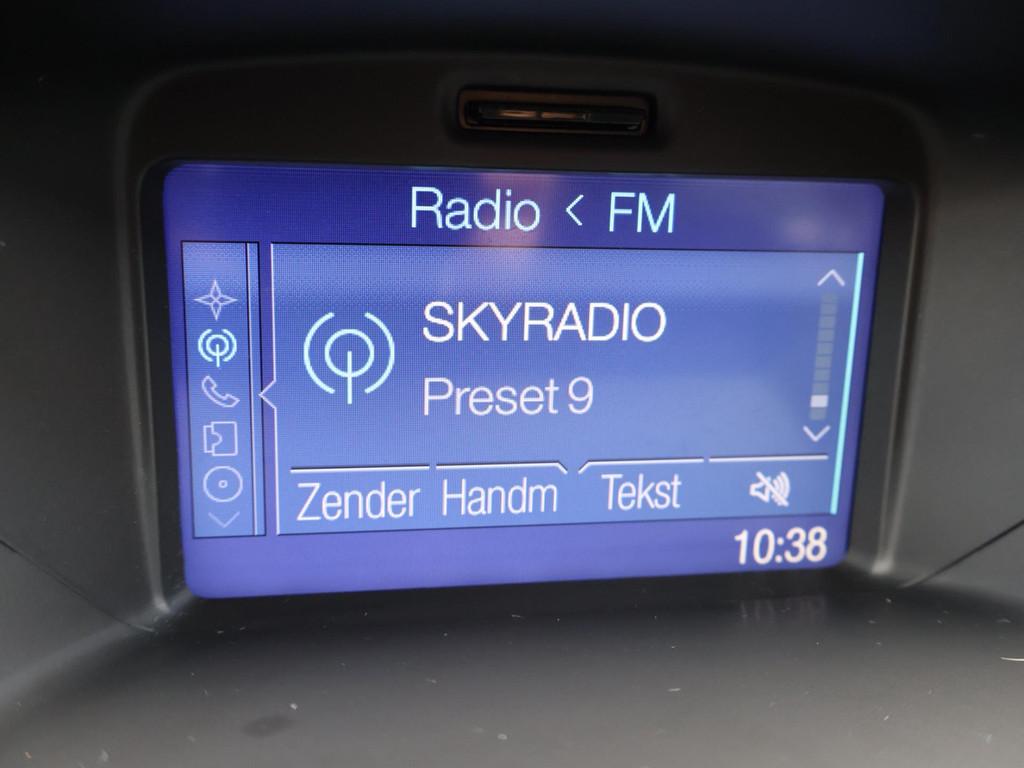 Radio < FM
SKYRADIO
Preset 9
Zender Handm Tekst
10:38